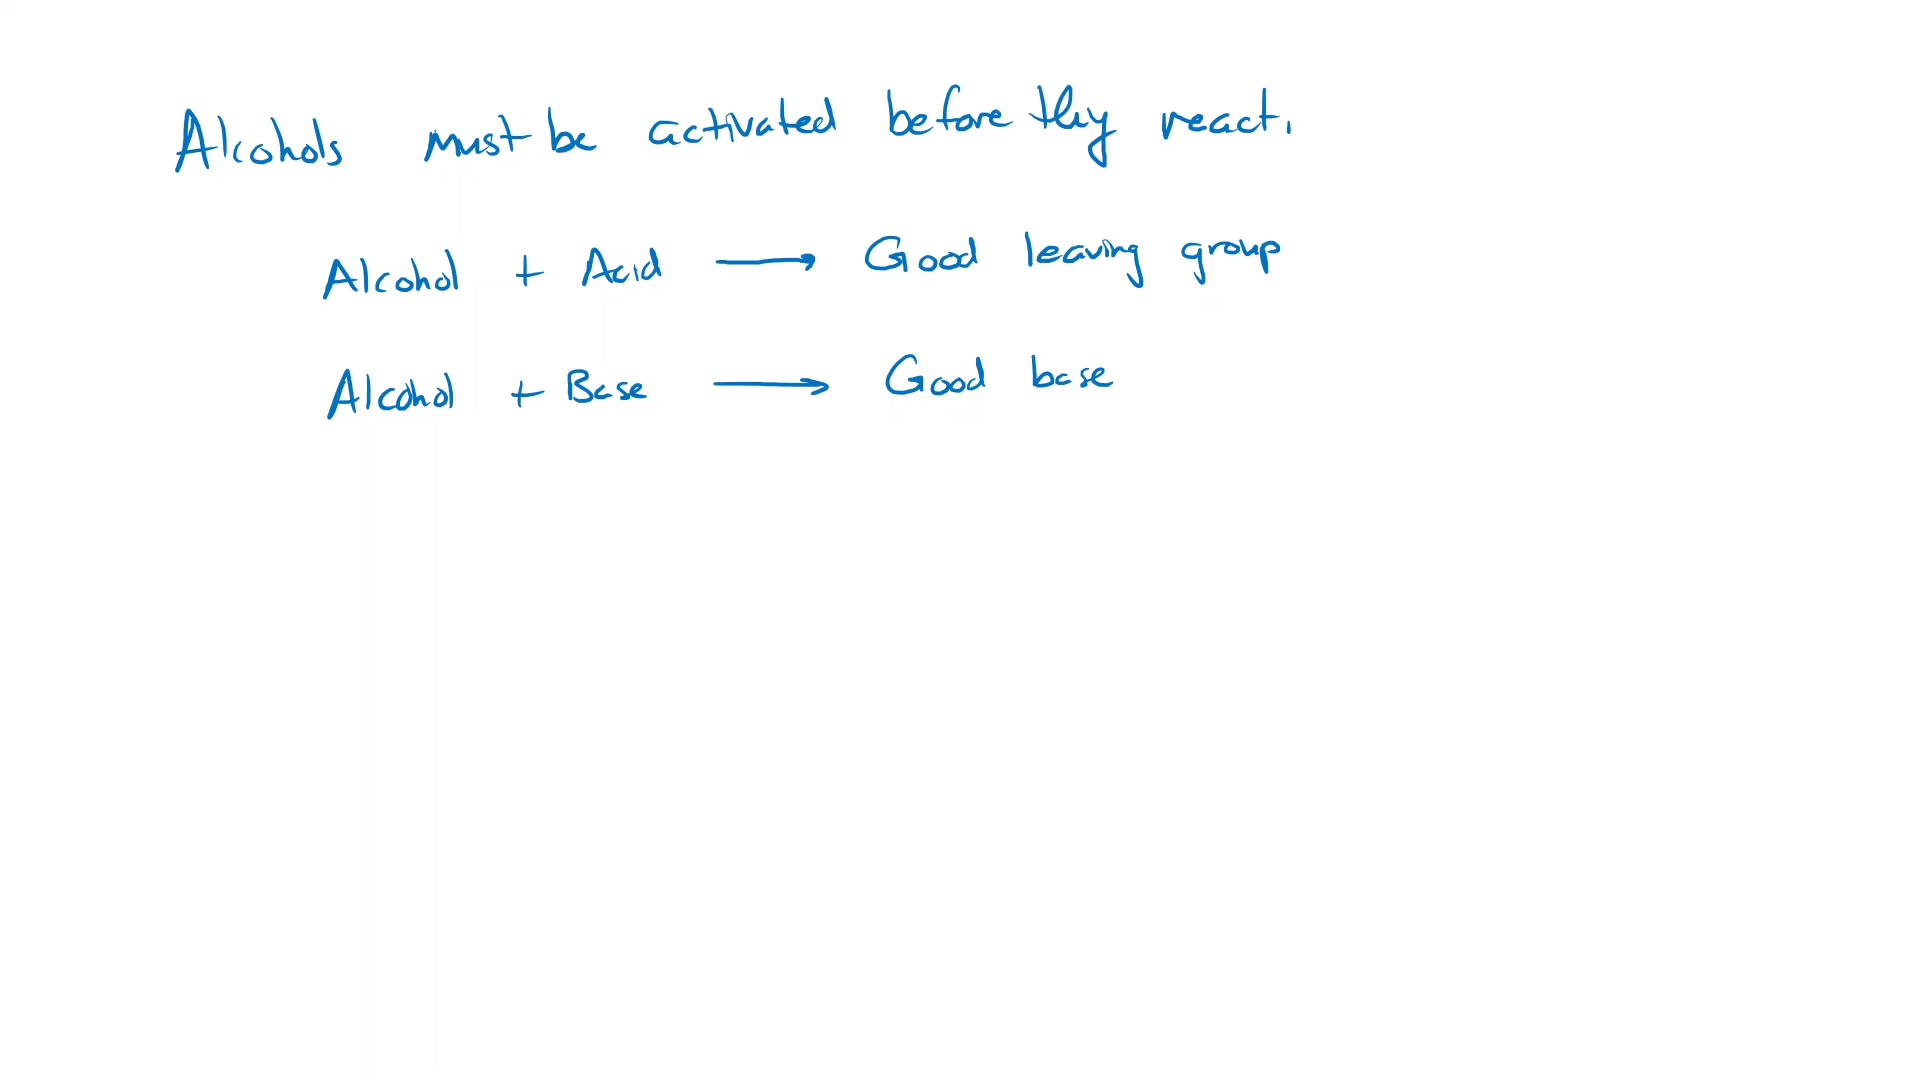 Alcohols must be activated before they react.
Alcohol + Acid ⟶ Good leaving group
Alcohol + Base ⟶ Good base